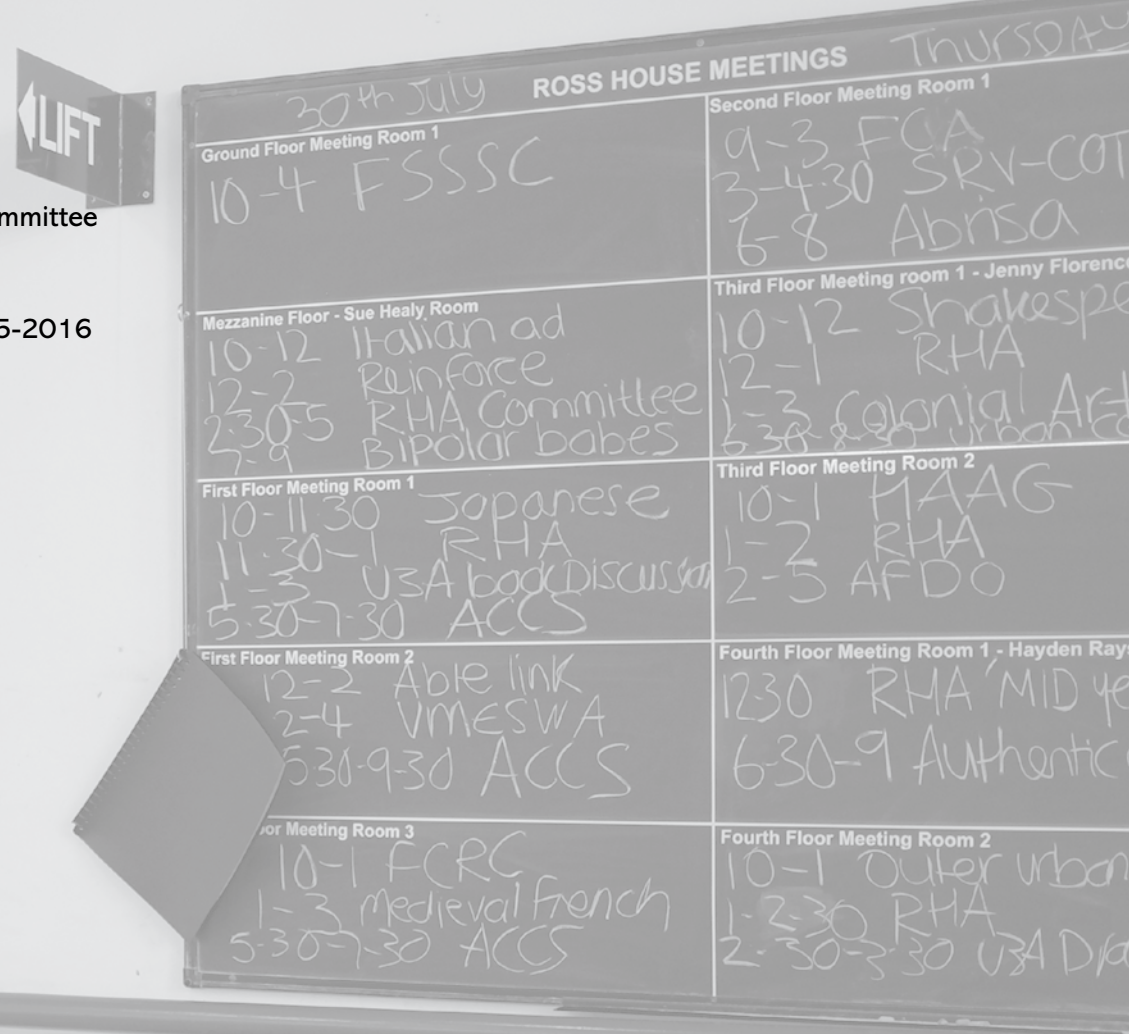 LIFT
mmittee
5-2016
30th July ROSS HOUSE MEETINGS THURSDAY
Ground Floor Meeting Room 1
10-4 FSSSC
Mezzanine Floor - Sue Healy Room
10-12 Italian ad
12-2 Reinforce
2-30-5 RHA Committee
7-9 Bipolar babes
First Floor Meeting Room 1
10-11.30 Japanese
11.30-1 RHA
1-3 U3A book Discussion
5.30-7-30 ACCS
First Floor Meeting Room 2
12-2 Able link
2-4 VMESWA
530-9-30 ACCS
oor Meeting Room 3
10-1 FCRC
1-3 Medieval french
5-30-7-30 ACCS
Second Floor Meeting Room 1
9-3 FCA
3-4.30 SRV-COT
6-8 Abrisa
Third Floor Meeting room 1 - Jenny Florence
10-12 Shakespe
12-1 RHA
1-3 Colonial Art
6.30-8-30 Urban Co
Third Floor Meeting Room 2
10-1 HAAG
1-2 RHA
2-5 AFDO
Fourth Floor Meeting Room 1 - Hayden Ray
1230 RHA 'MID ye
6-30-9 Authentic
Fourth Floor Meeting Room 2
10-1 Outer urban
1-2-30 RHA
2-30-3-30 U3A Dra